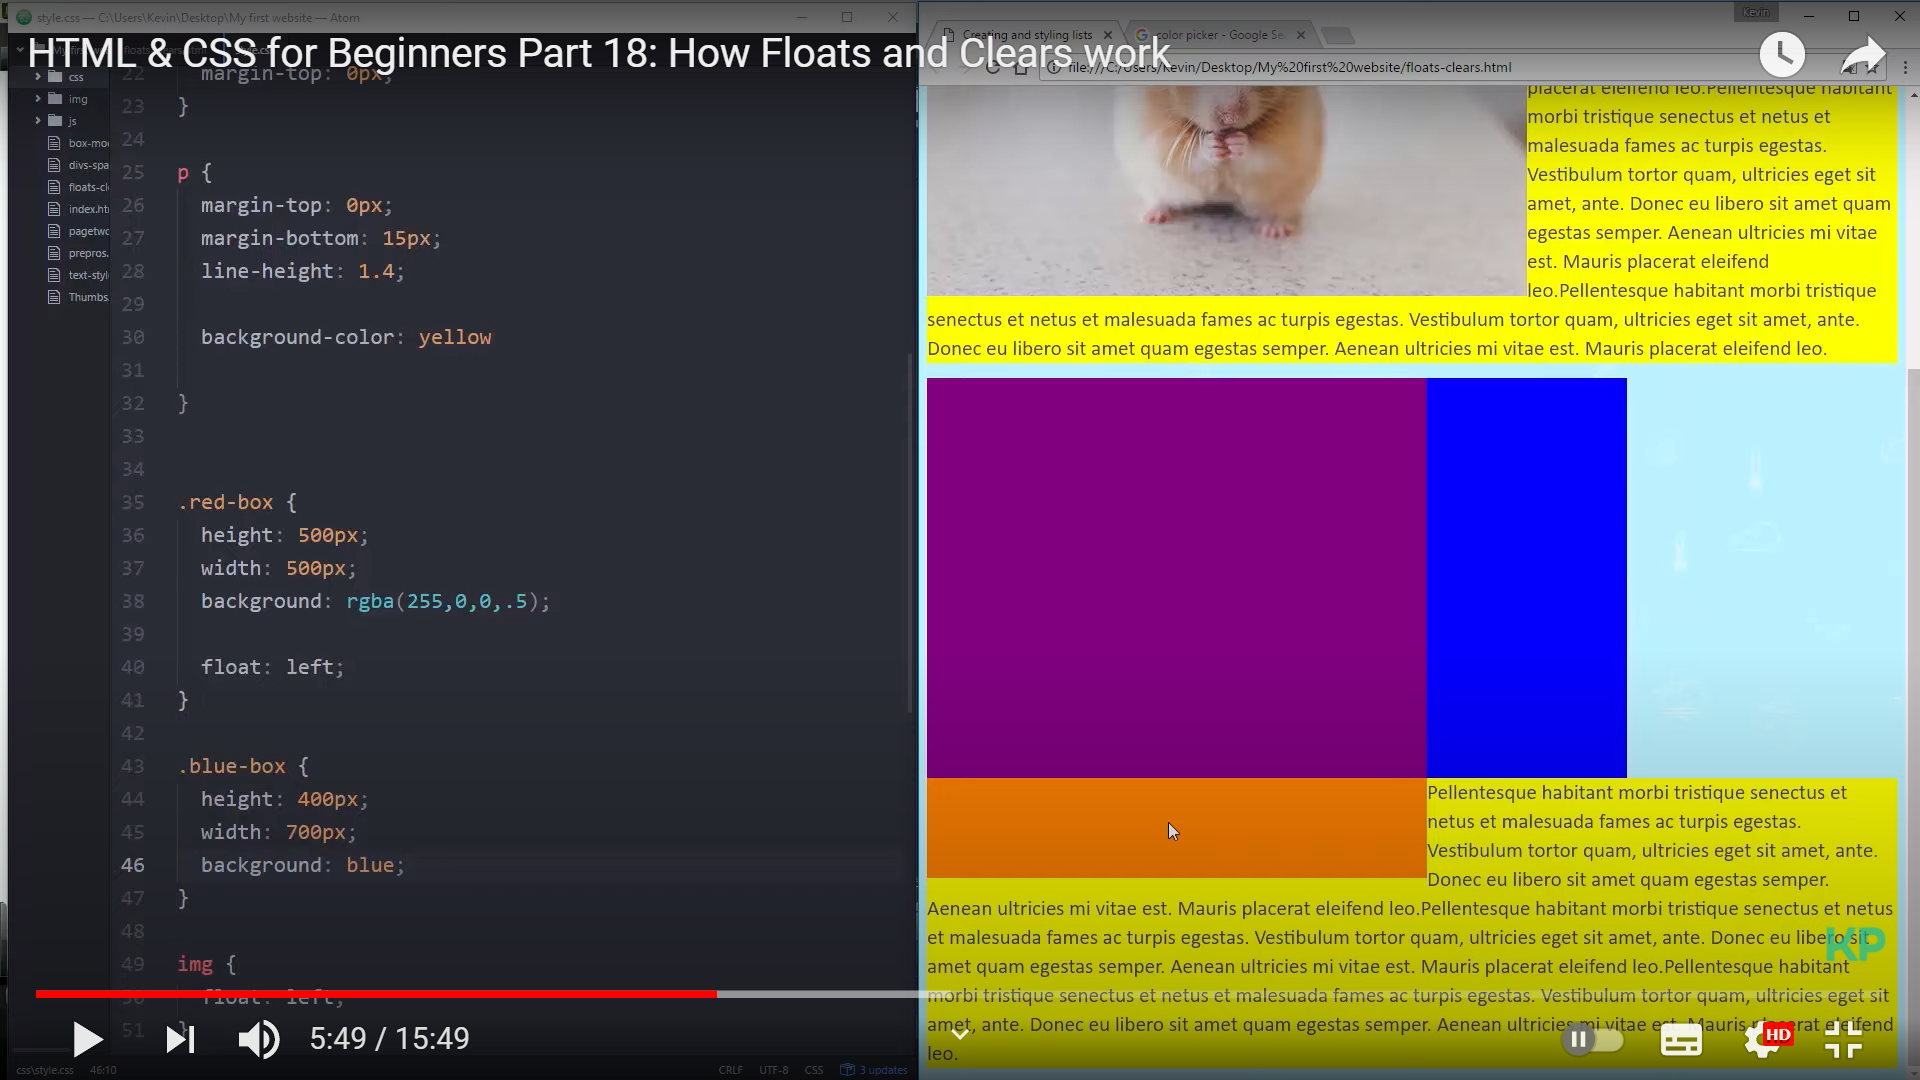 style.css — C:\Users\Kevin\Desktop\My first website — Atom
HTML & CSS for Beginners Part 18: How Floats and Clears work
Kevin
Creating and styling lists
color picker - Google Se
file:///C:/Users/Kevin/Desktop/My%20first%20website/floats-clears.html
css
img
js
box-mo
divs-spa
floats-cl
index.ht
pagetwo
prepros.
text-styl
Thumbs
22 margin-top: 0px;
23 }
24
25 p {
26 margin-top: 0px;
27 margin-bottom: 15px;
28 line-height: 1.4;
29
30 background-color: yellow
31
32 }
33
34
35 .red-box {
36 height: 500px;
37 width: 500px;
38 background: rgba(255,0,0,.5);
39
40 float: left;
41 }
42
43 .blue-box {
44 height: 400px;
45 width: 700px;
46 background: blue;
47 }
48
49 img {
50 float: left;
51 }
placerat eleifend leo.Pellentesque habitant
morbi tristique senectus et netus et
malesuada fames ac turpis egestas.
Vestibulum tortor quam, ultricies eget sit
amet, ante. Donec eu libero sit amet quam
egestas semper. Aenean ultricies mi vitae
est. Mauris placerat eleifend
leo.Pellentesque habitant morbi tristique
senectus et netus et malesuada fames ac turpis egestas. Vestibulum tortor quam, ultricies eget sit amet, ante.
Donec eu libero sit amet quam egestas semper. Aenean ultricies mi vitae est. Mauris placerat eleifend leo.
Pellentesque habitant morbi tristique senectus et
netus et malesuada fames ac turpis egestas.
Vestibulum tortor quam, ultricies eget sit amet, ante.
Donec eu libero sit amet quam egestas semper.
Aenean ultricies mi vitae est. Mauris placerat eleifend leo.Pellentesque habitant morbi tristique senectus et netus
et malesuada fames ac turpis egestas. Vestibulum tortor quam, ultricies eget sit amet, ante. Donec eu libero sit
amet quam egestas semper. Aenean ultricies mi vitae est. Mauris placerat eleifend leo.Pellentesque habitant
morbi tristique senectus et netus et malesuada fames ac turpis egestas. Vestibulum tortor quam, ultricies eget sit
amet, ante. Donec eu libero sit amet quam egestas semper. Aenean ultricies mi vitae est. Mauris placerat eleifend
leo.
KP
5:49 / 15:49
HD
css\style.css 46:10
CRLF UTF-8 CSS 3 updates